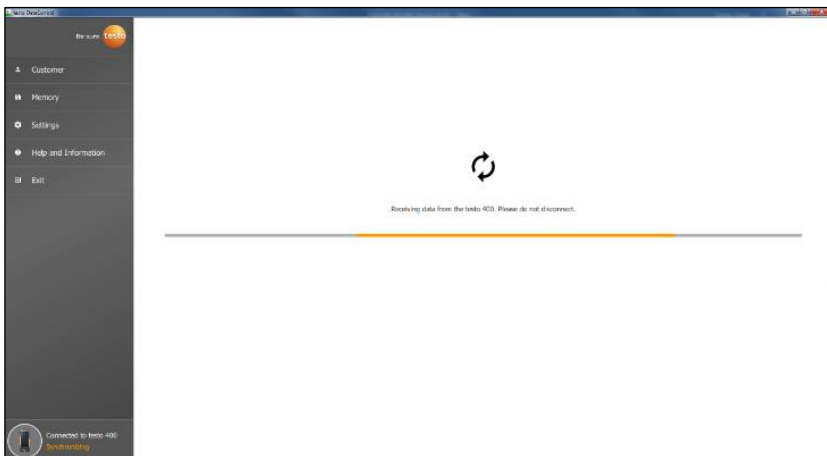 testo DataControl
Be sure. testo
Customer
Memory
Settings
Help and Information
Exit
Receiving data from the testo 400. Please do not disconnect.
Connected to testo 400
Synchronizing